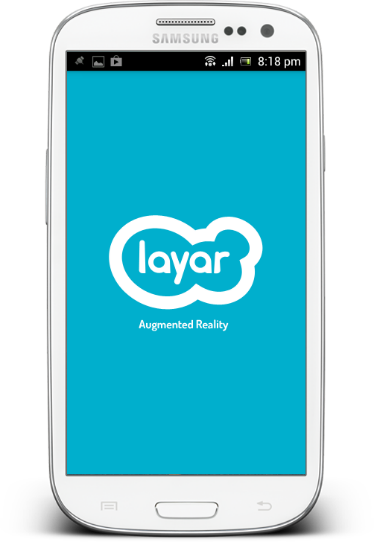 SAMSUNG
8:18 pm
layar
Augmented Reality